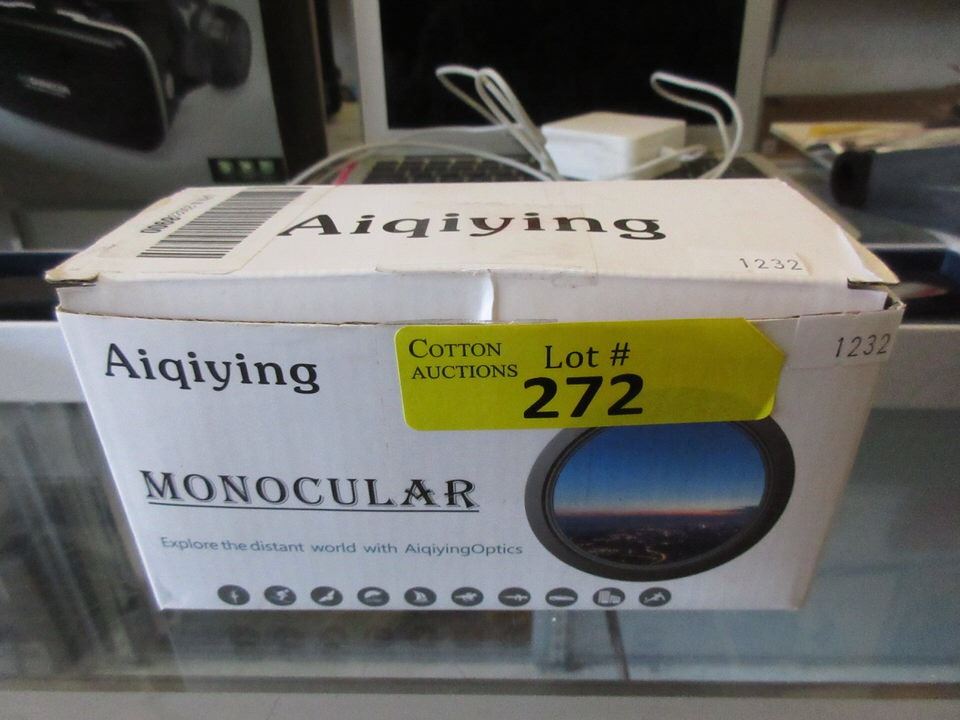 Aiqiying
1232
Aiqiying
COTTON AUCTIONS
Lot #
272
1232
MONOCULAR
Explore the distant world with AiqiyingOptics